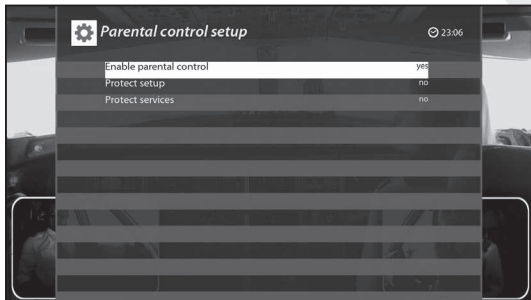 Parental control setup
23:06
Enable parental control yes
Protect setup no
Protect services no